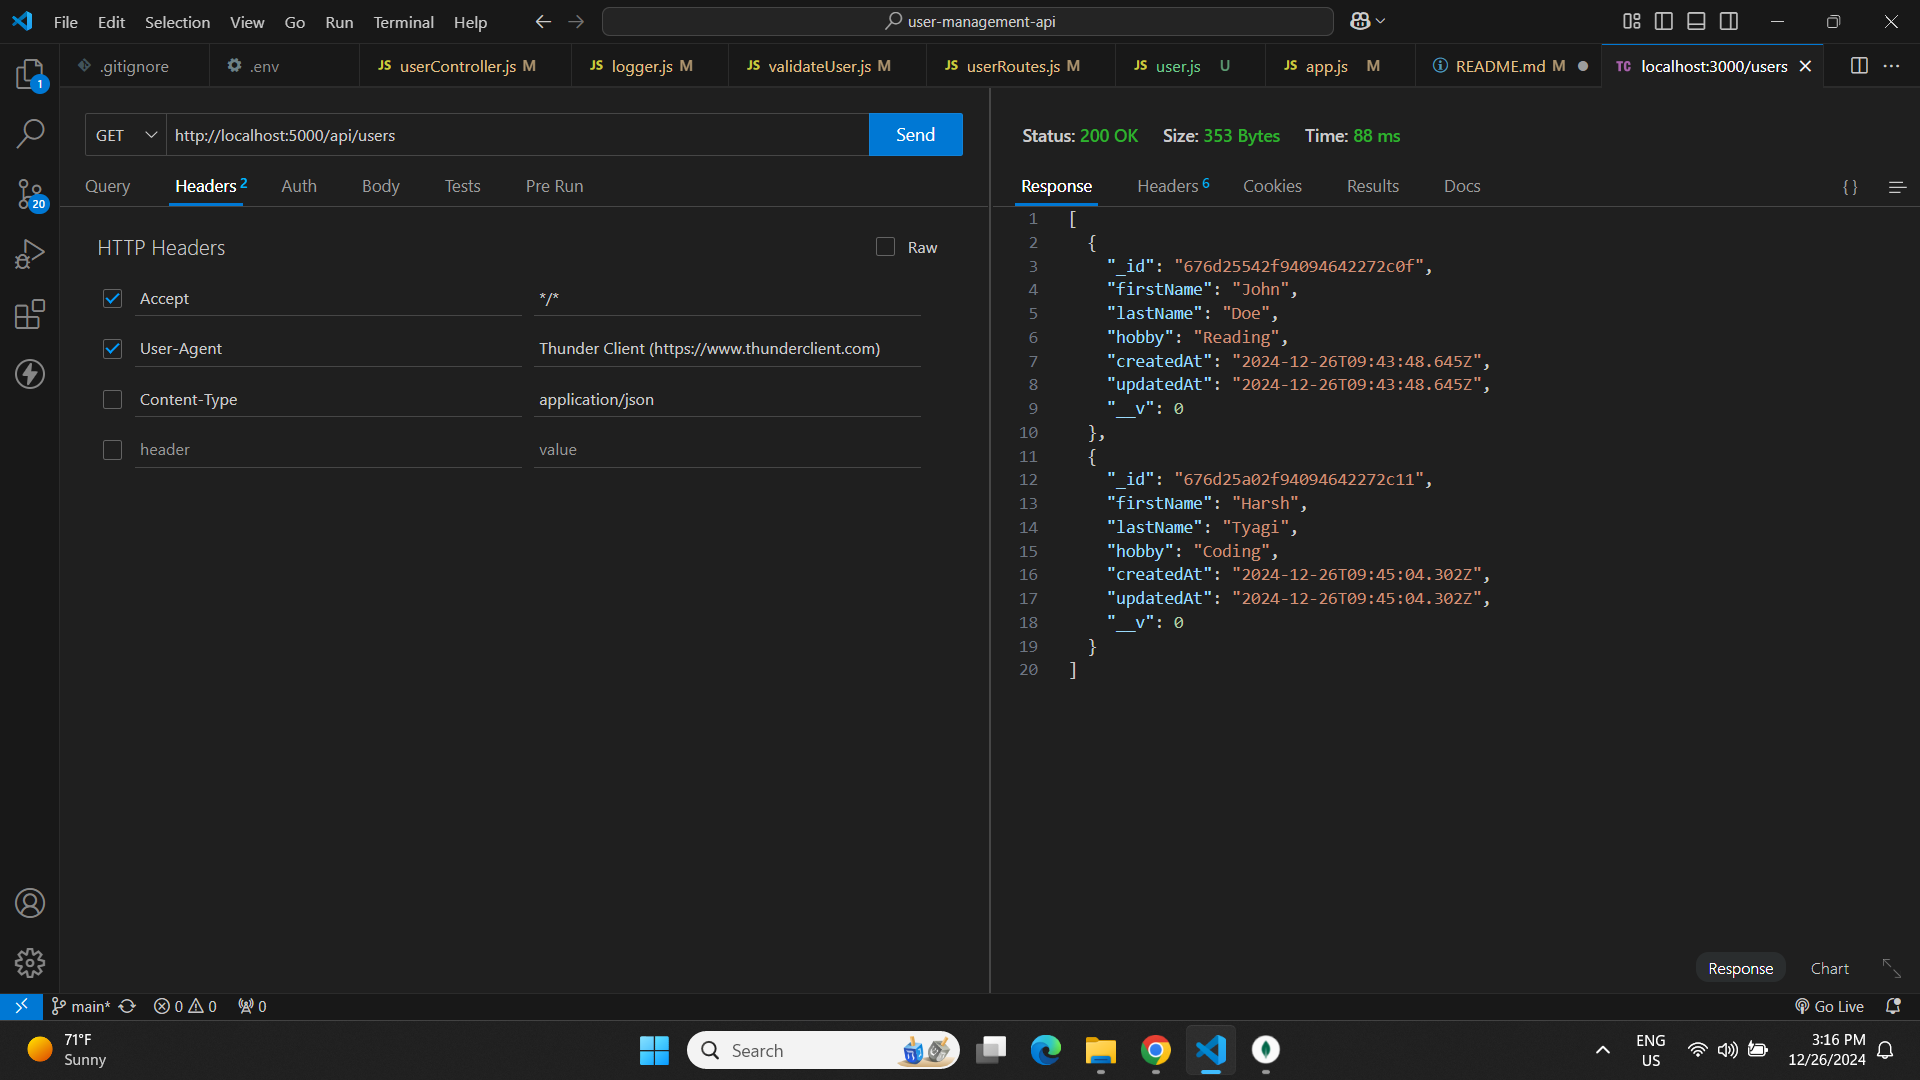 File Edit Selection View Go Run Terminal Help user-management-api
1
20
.gitignore .env JS userController.js M JS logger.js M JS validateUser.js M JS userRoutes.js M JS user.js U JS app.js M README.md M TC localhost:3000/users
GET http://localhost:5000/api/users Send
Query Headers 2 Auth Body Tests Pre Run
HTTP Headers Raw
Accept */*
User-Agent Thunder Client (https://www.thunderclient.com)
Content-Type application/json
header value
Status: 200 OK Size: 353 Bytes Time: 88 ms
Response Headers 6 Cookies Results Docs {}
1 [
2 {
3 "_id": "676d25542f94094642272c0f",
4 "firstName": "John",
5 "lastName": "Doe",
6 "hobby": "Reading",
7 "createdAt": "2024-12-26T09:43:48.645Z",
8 "updatedAt": "2024-12-26T09:43:48.645Z",
9 "__v": 0
10 },
11 {
12 "_id": "676d25a02f94094642272c11",
13 "firstName": "Harsh",
14 "lastName": "Tyagi",
15 "hobby": "Coding",
16 "createdAt": "2024-12-26T09:45:04.302Z",
17 "updatedAt": "2024-12-26T09:45:04.302Z",
18 "__v": 0
19 }
20 ]
Response Chart
main* 0 0 0 Go Live
71°F
Sunny
Search
ENG
US
3:16 PM
12/26/2024